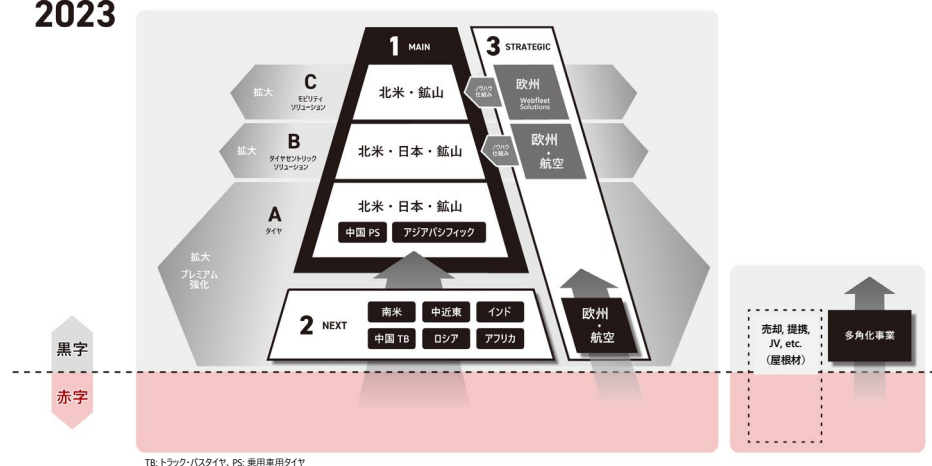 2023
1 MAIN
3 STRATEGIC
拡大
C
モビリティ
ソリューション
北米・鉱山
ノウハウ
仕組み
欧州
Webfleet
Solutions
拡大
B
タイヤセントリック
ソリューション
北米・日本・鉱山
ノウハウ
仕組み
欧州
・
航空
A
タイヤ
北米・日本・鉱山
中国 PS
アジアパシフィック
拡大
プレミアム
強化
2 NEXT
南米
中近東
インド
中国 TB
ロシア
アフリカ
欧州
・
航空
売却, 提携,
JV, etc.
（屋根材）
多角化事業
黒字
赤字
TB: トラック・バスタイヤ、PS: 乗用車用タイヤ